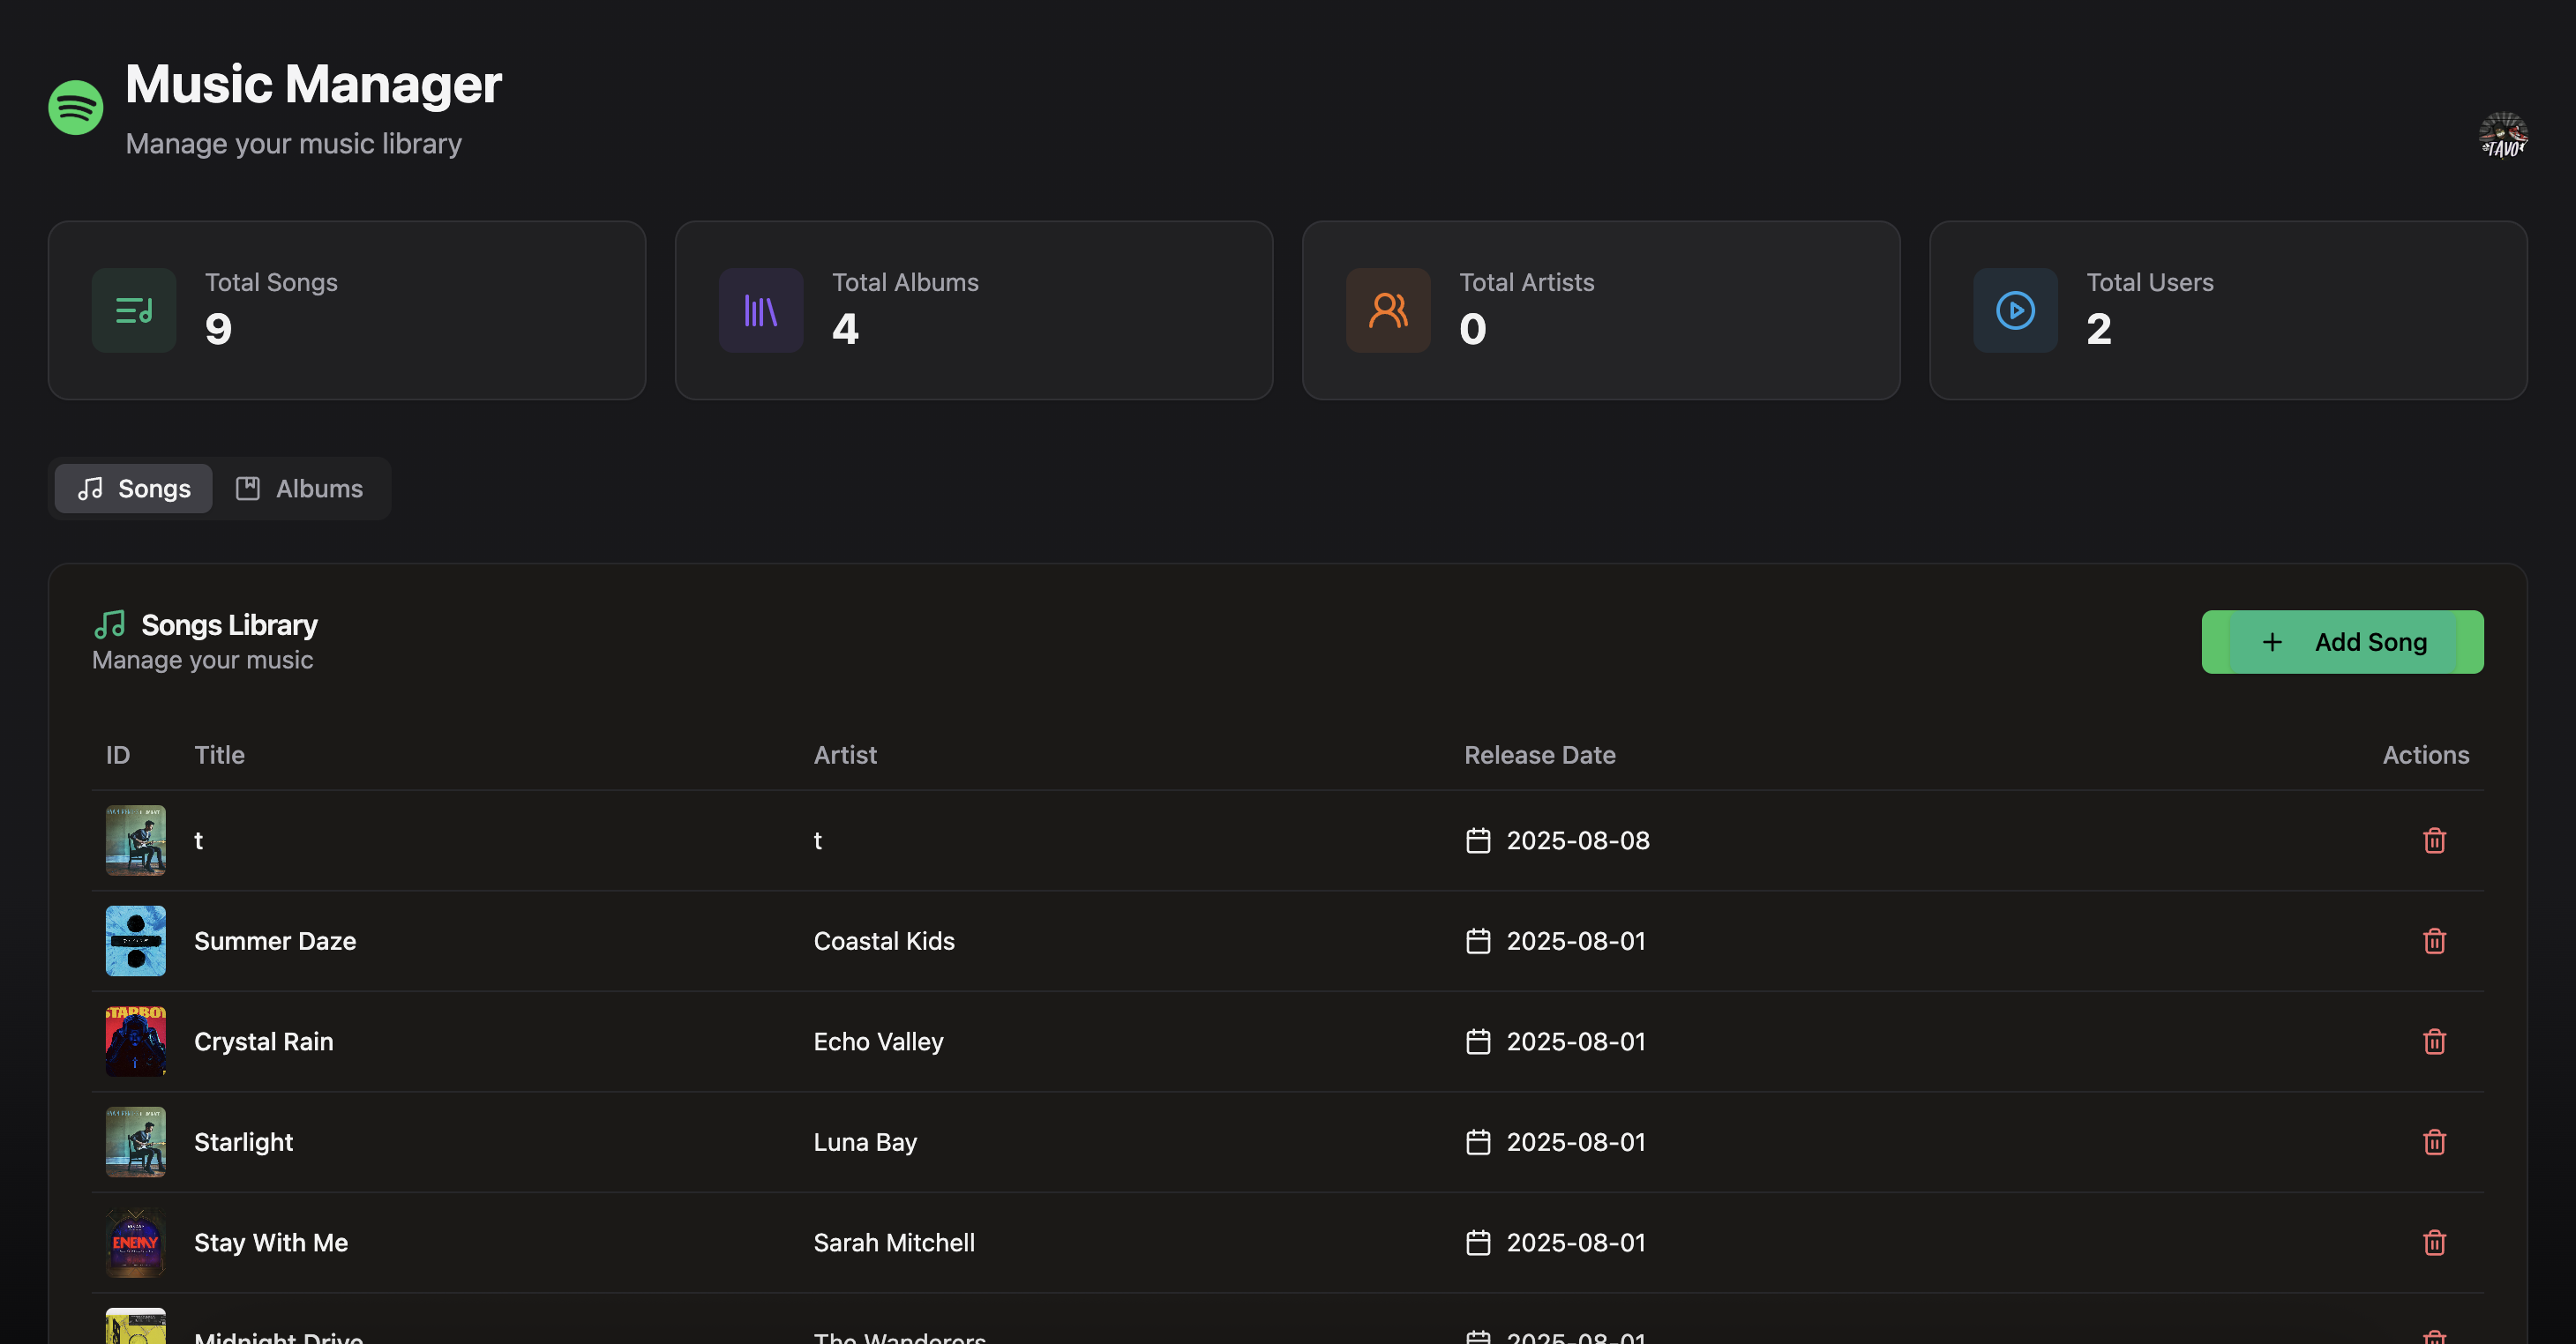 Music Manager
Manage your music library
TAVO
Total Songs
9
Total Albums
4
Total Artists
0
Total Users
2
Songs
Albums
Songs Library
Manage your music
+ Add Song
ID Title Artist Release Date Actions
t t 2025-08-08
Summer Daze Coastal Kids 2025-08-01
STARBOY
Crystal Rain Echo Valley 2025-08-01
Starlight Luna Bay 2025-08-01
ENEMY
Stay With Me Sarah Mitchell 2025-08-01
Midnight Drive The Wanderers 2025-08-01